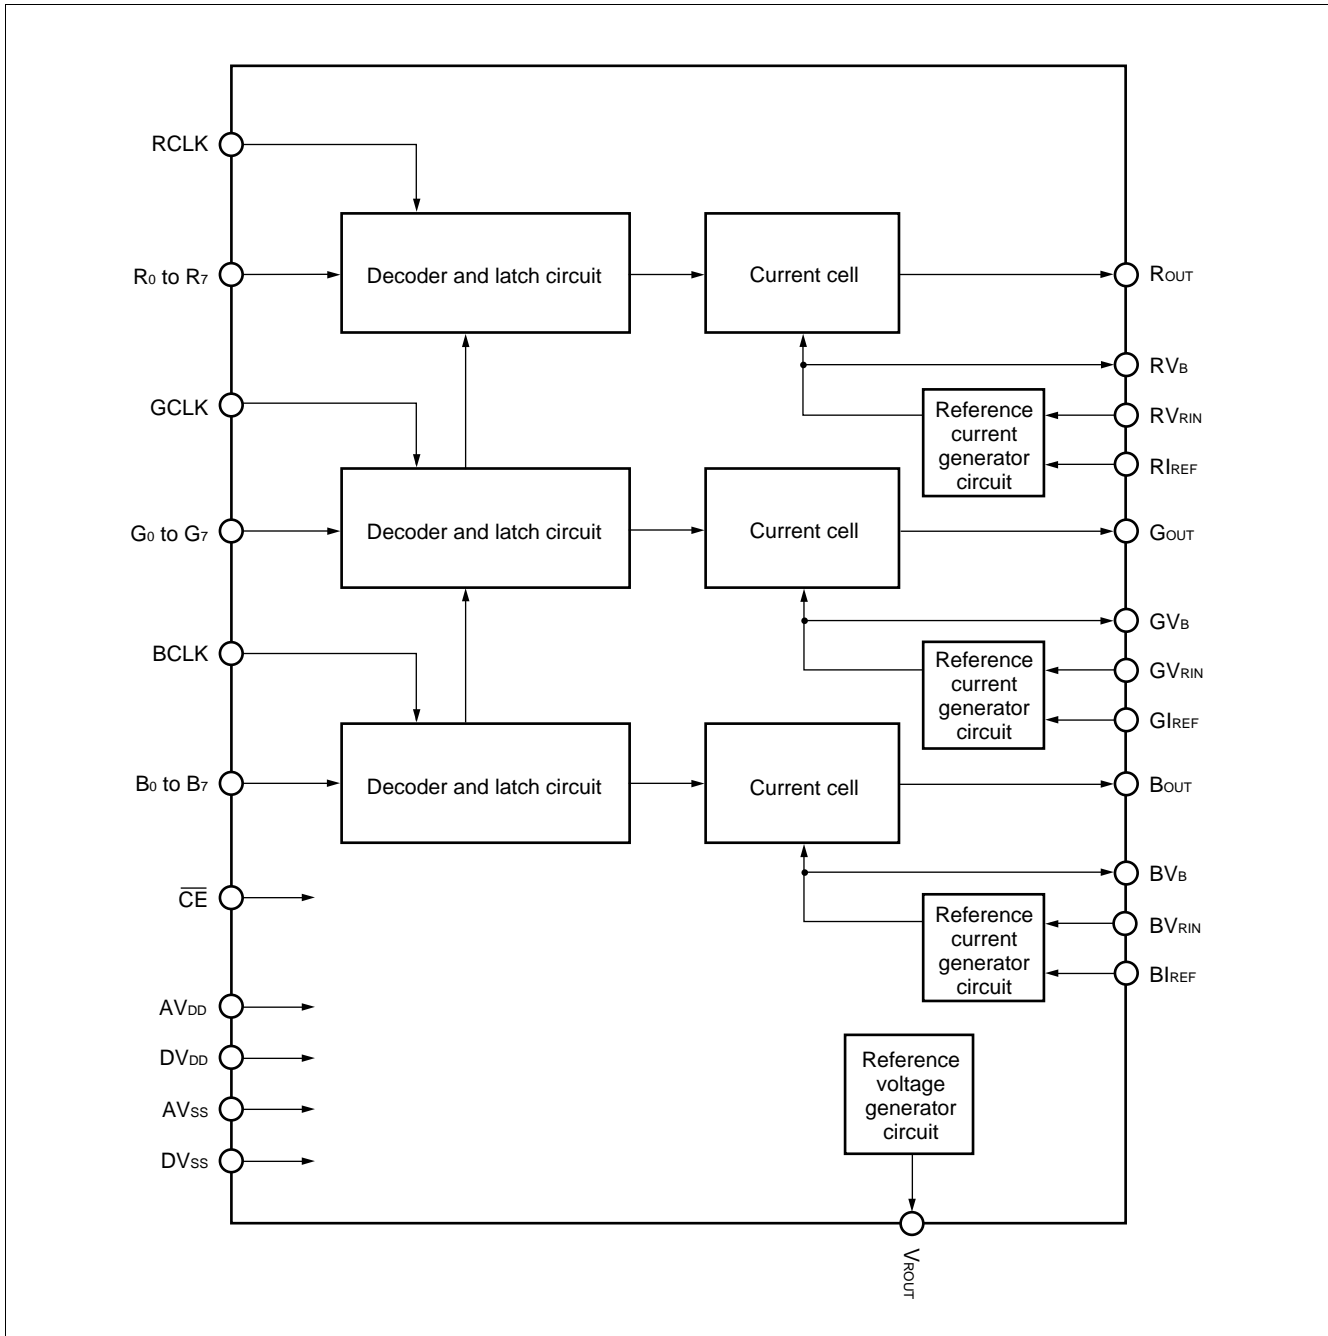 RCLK
R0 to R7
Decoder and latch circuit
Current cell
ROUT
RVB
GCLK
Reference
current
generator
circuit
RVRIN
RIREF
G0 to G7
Decoder and latch circuit
Current cell
GOUT
GVB
BCLK
Reference
current
generator
circuit
GVRIN
GIREF
B0 to B7
Decoder and latch circuit
Current cell
BOUT
BVB
C̅E̅
Reference
current
generator
circuit
BVRIN
BIREF
AVDD
DVDD
AVSS
DVSS
Reference
voltage
generator
circuit
VROUT